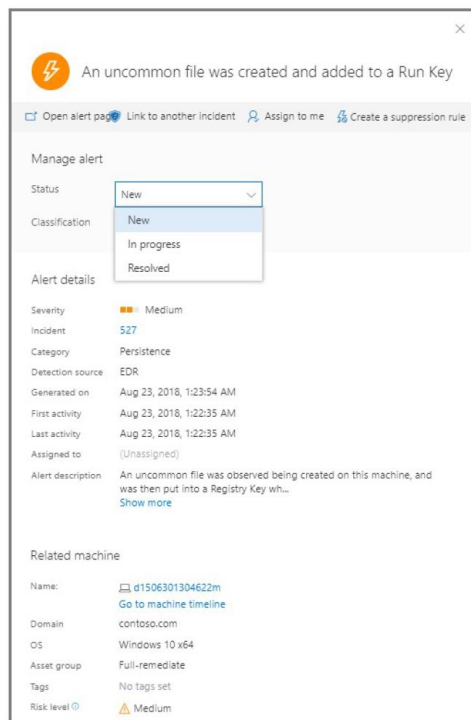 An uncommon file was created and added to a Run Key
Open alert pag Link to another incident Assign to me Create a suppression rule
Manage alert
Status New
Classification New
In progress
Resolved
Alert details
Severity Medium
Incident 527
Category Persistence
Detection source EDR
Generated on Aug 23, 2018, 1:23:54 AM
First activity Aug 23, 2018, 1:22:35 AM
Last activity Aug 23, 2018, 1:22:35 AM
Assigned to (Unassigned)
Alert description An uncommon file was observed being created on this machine, and
was then put into a Registry Key wh...
Show more
Related machine
Name: d1506301304622m
Go to machine timeline
Domain contoso.com
OS Windows 10 x64
Asset group Full-remediate
Tags No tags set
Risk level Medium